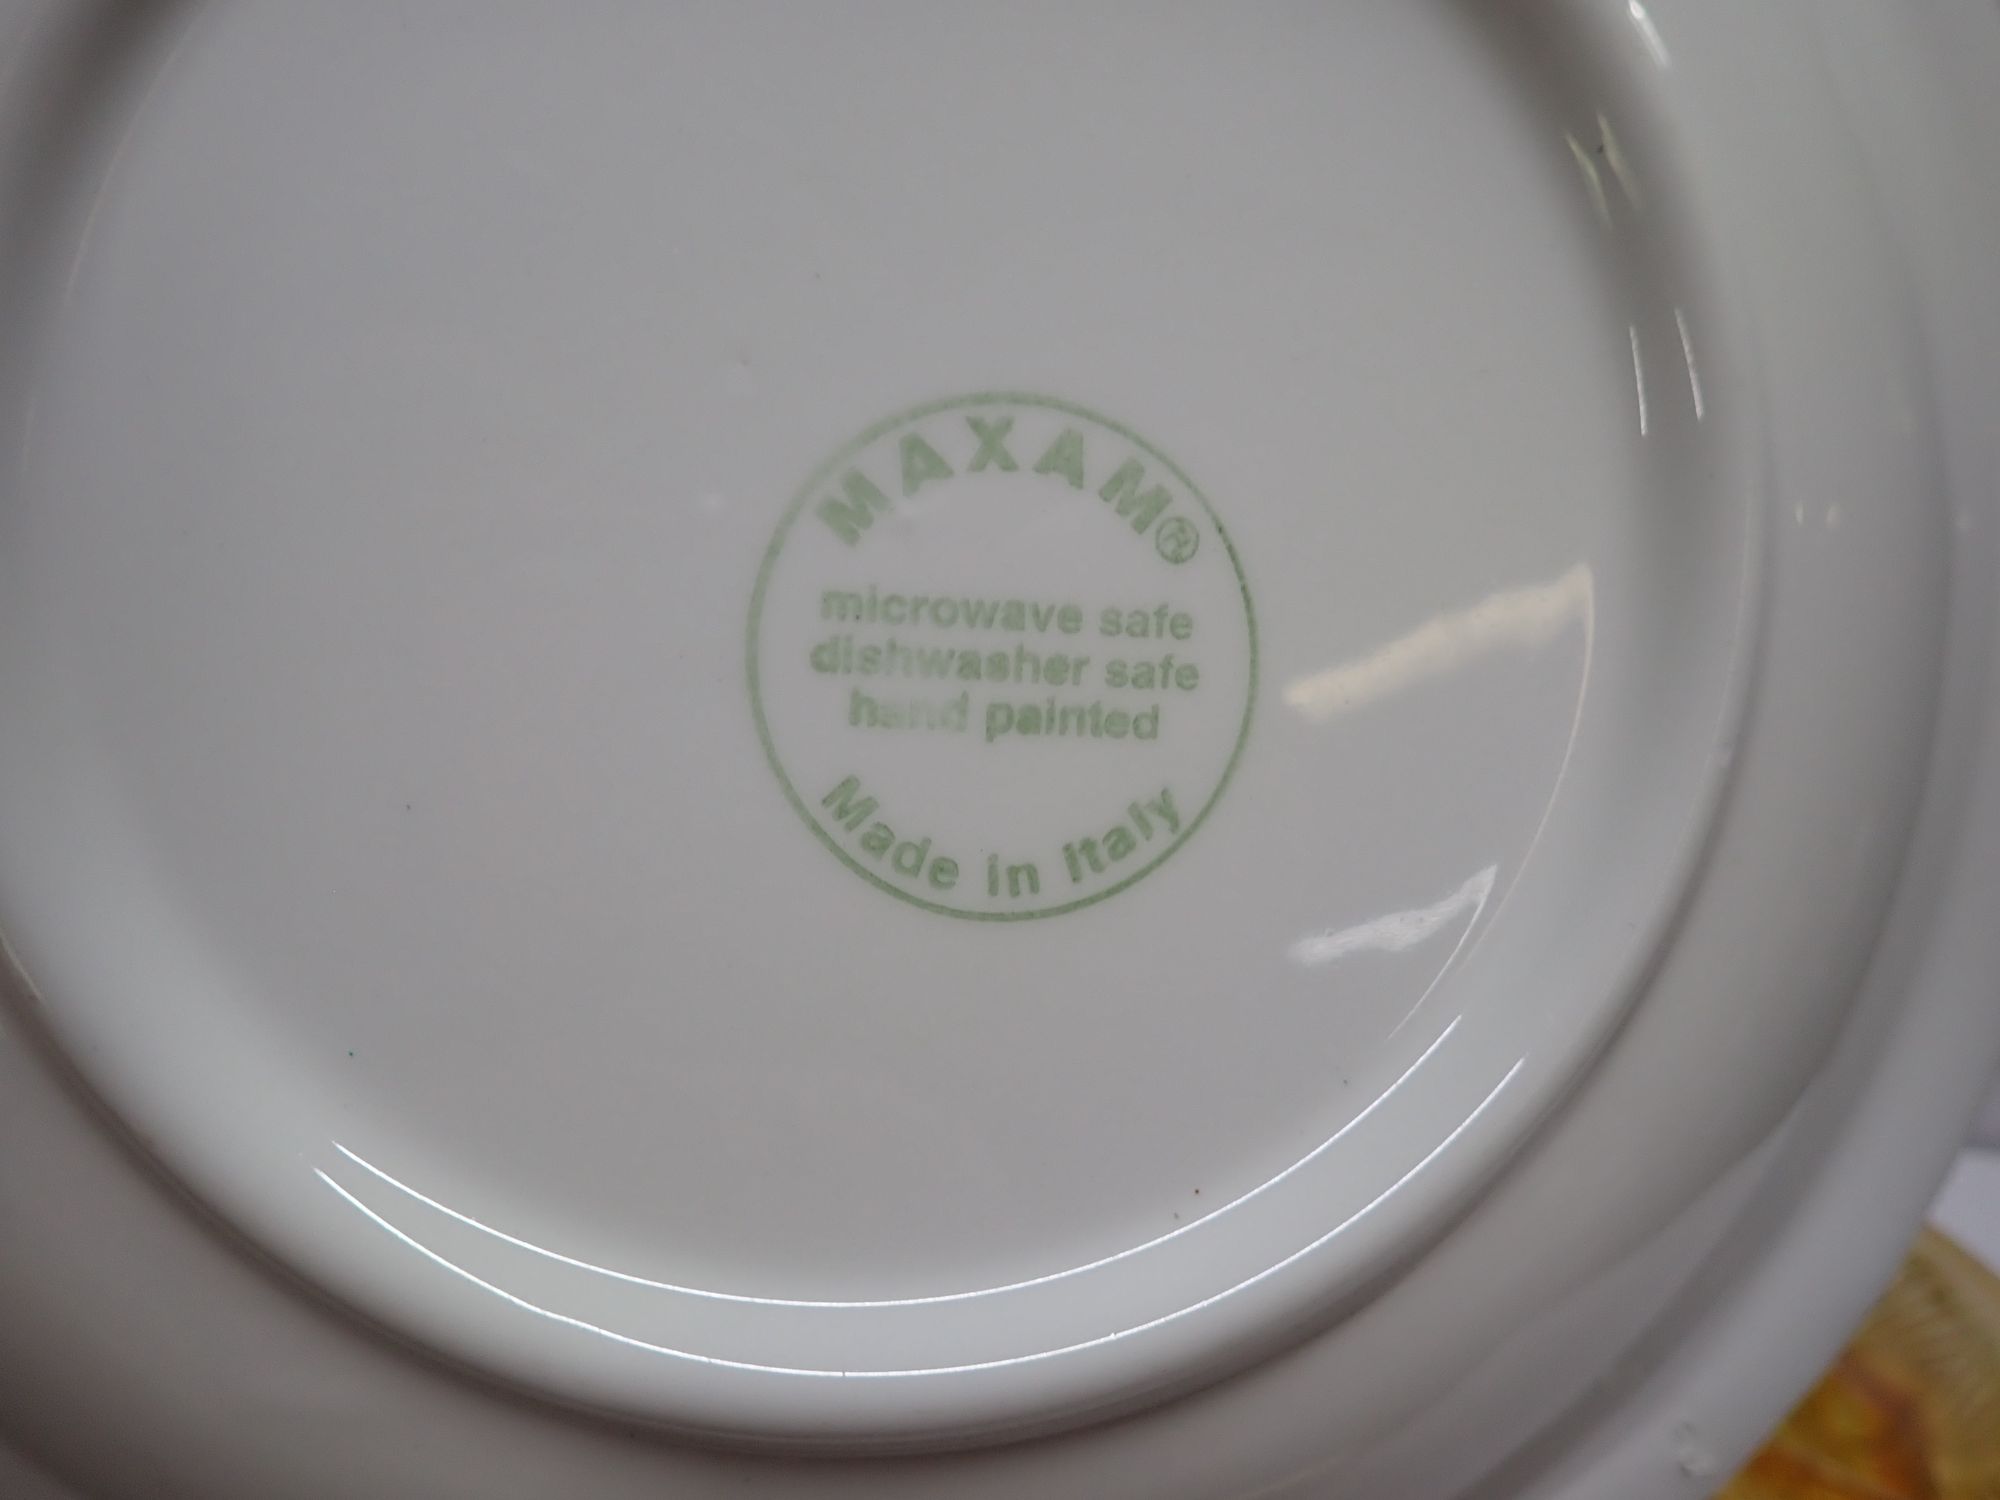 MAXAM®
microwave safe
dishwasher safe
hand painted
Made in Italy